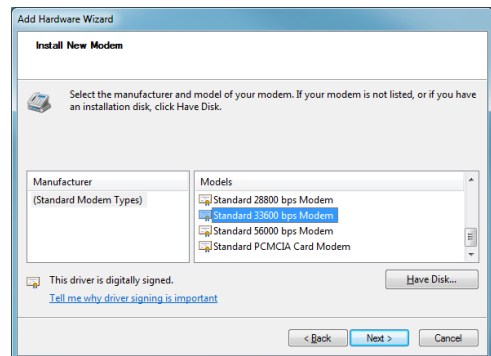 Add Hardware Wizard
Install New Modem
Select the manufacturer and model of your modem. If your modem is not listed, or if you have
an installation disk, click Have Disk.
Manufacturer
(Standard Modem Types)
Models
Standard 28800 bps Modem
Standard 33600 bps Modem
Standard 56000 bps Modem
Standard PCMCIA Card Modem
This driver is digitally signed.
Tell me why driver signing is important
Have Disk...
< Back
Next >
Cancel